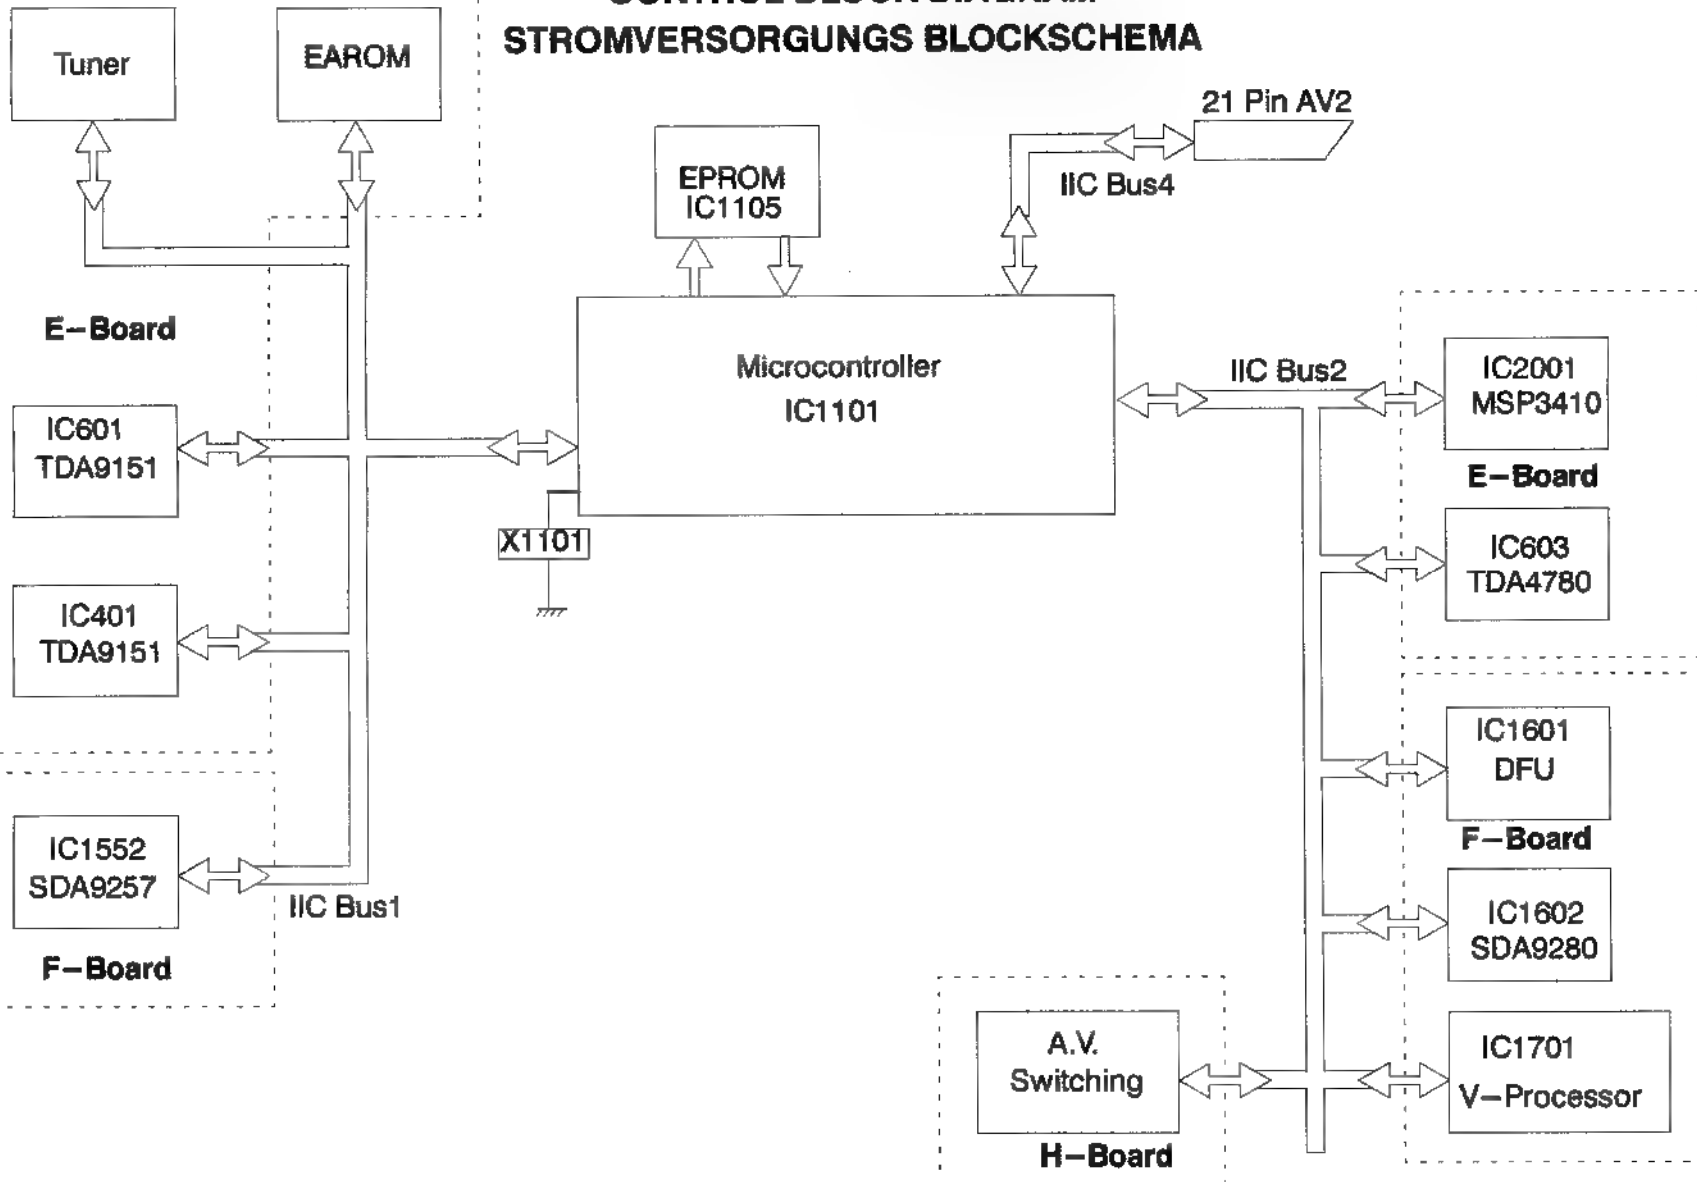 STROMVERSORGUNGS BLOCKSCHEMA
Tuner
EAROM
21 Pin AV2
EPROM
IC1105
IIC Bus4
E-Board
Microcontroller
IC1101
IIC Bus2
IC2001
MSP3410
E-Board
IC601
TDA9151
X1101
IC603
TDA4780
IC401
TDA9151
IC1601
DFU
F-Board
IC1552
SDA9257
IIC Bus1
F-Board
IC1602
SDA9280
A.V.
Switching
H-Board
IC1701
V-Processor